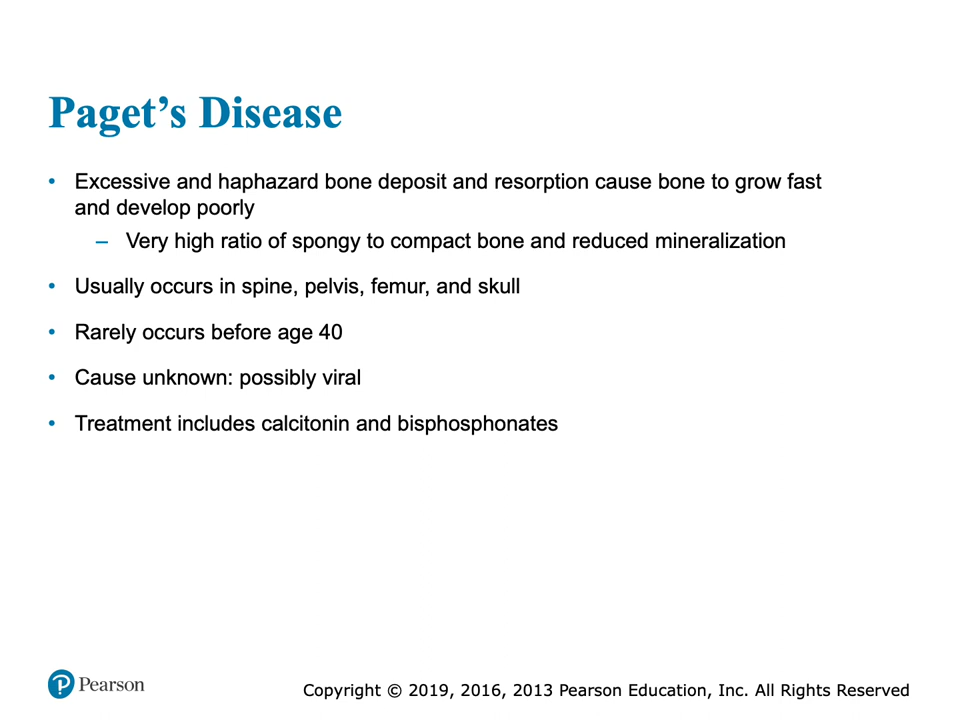 Paget’s Disease
• Excessive and haphazard bone deposit and resorption cause bone to grow fast
and develop poorly
– Very high ratio of spongy to compact bone and reduced mineralization
• Usually occurs in spine, pelvis, femur, and skull
• Rarely occurs before age 40
• Cause unknown: possibly viral
• Treatment includes calcitonin and bisphosphonates
P Pearson
Copyright © 2019, 2016, 2013 Pearson Education, Inc. All Rights Reserved